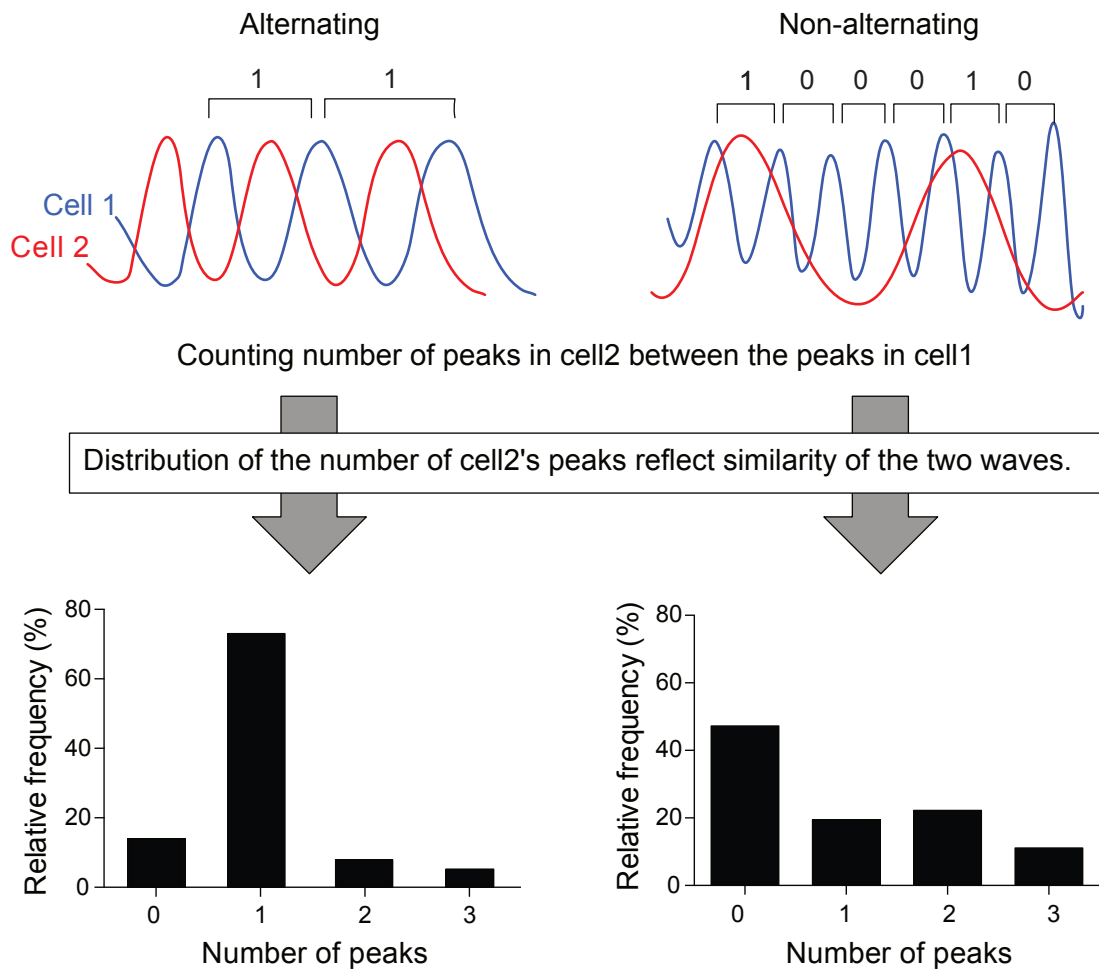 Alternating
Non-alternating
1 1
1 0 0 0 1 0
Cell 1
Cell 2
Counting number of peaks in cell2 between the peaks in cell1
Distribution of the number of cell2's peaks reflect similarity of the two waves.
Relative frequency (%)
80
60
40
20
0
0 1 2 3
Number of peaks
Relative frequency (%)
80
60
40
20
0
0 1 2 3
Number of peaks